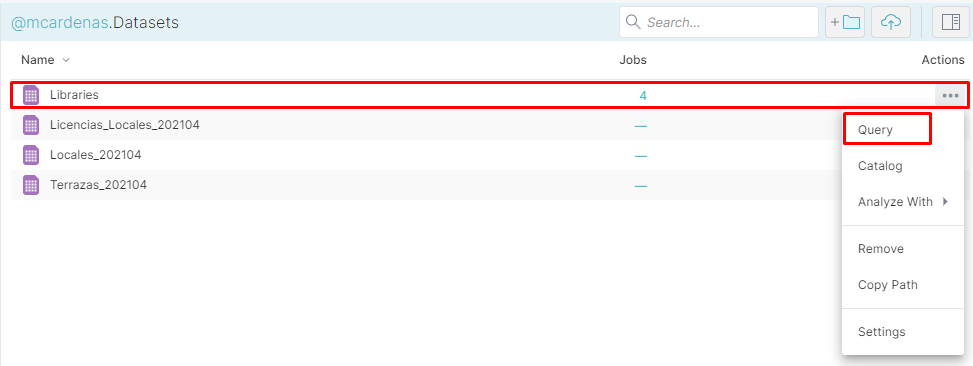 @mcardenas.Datasets
Search...
Name Jobs Actions
Libraries 4
Licencias_Locales_202104 —
Locales_202104 —
Terrazas_202104 —
Query
Catalog
Analyze With
Remove
Copy Path
Settings